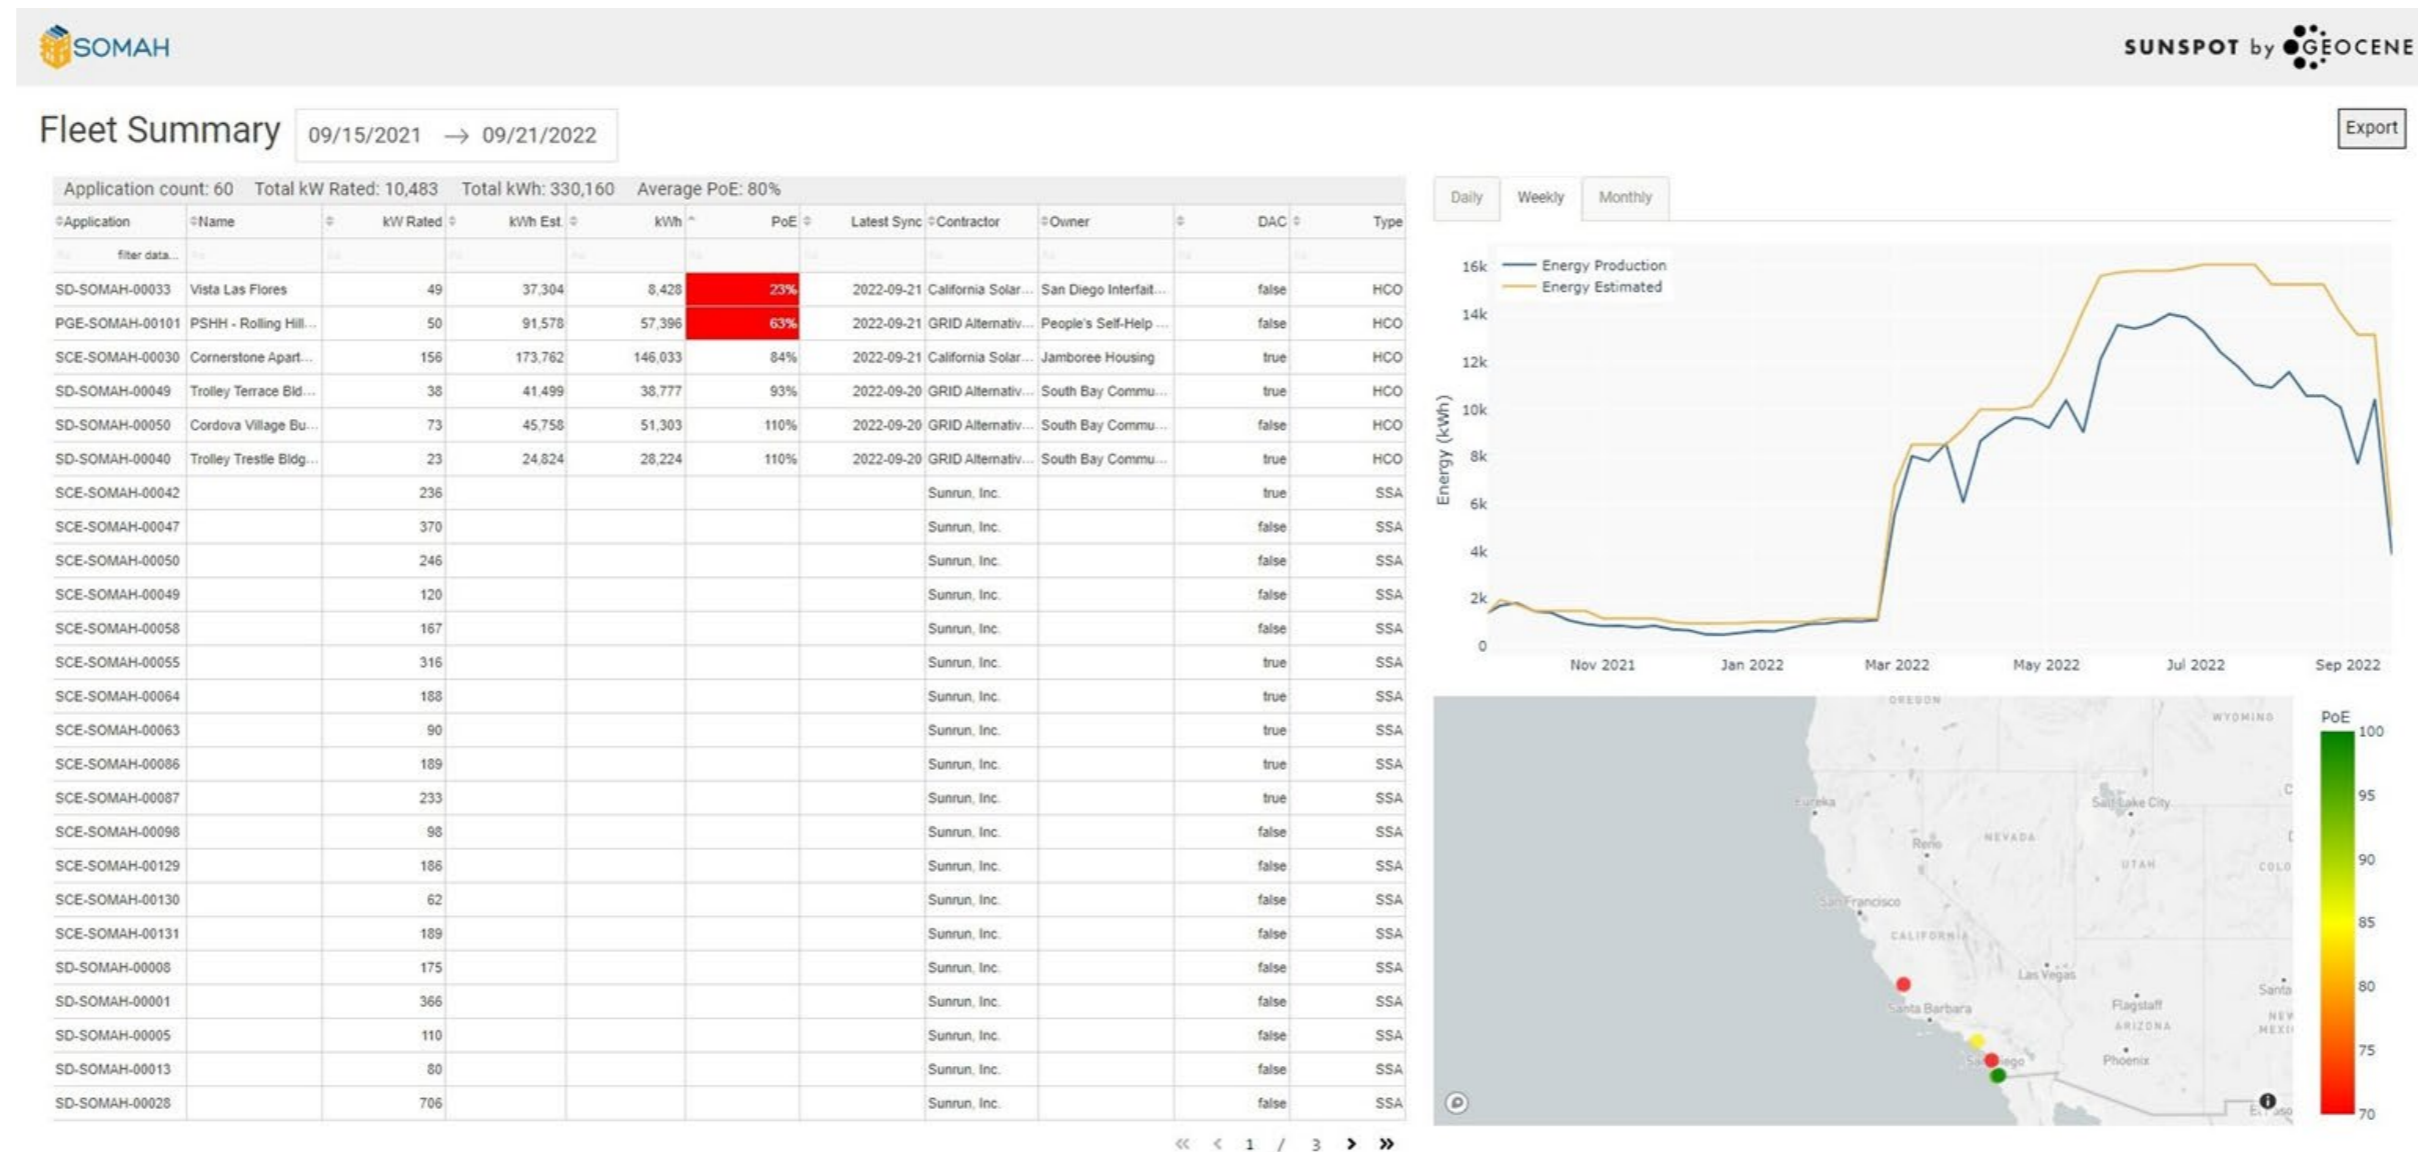 SOMAH
SUNSPOT by GEOCENE
Fleet Summary 09/15/2021 → 09/21/2022
Export
Application count: 60 Total kW Rated: 10,483 Total kWh: 330,160 Average PoE: 80%
Application Name kW Rated kWh Est. kWh PoE Latest Sync Contractor Owner DAC Type
filter data...
SD-SOMAH-00033 Vista Las Flores 49 37,304 8,428 23% 2022-09-21 California Solar... San Diego Interfait... false HCO
PGE-SOMAH-00101 PSHH - Rolling Hill... 50 91,578 57,396 63% 2022-09-21 GRID Alternativ... People's Self-Help ... false HCO
SCE-SOMAH-00030 Cornerstone Apart... 156 173,762 146,033 84% 2022-09-21 California Solar... Jamboree Housing true HCO
SD-SOMAH-00049 Trolley Terrace Bld... 38 41,499 38,777 93% 2022-09-20 GRID Alternativ... South Bay Commu... true HCO
SD-SOMAH-00050 Cordova Village Bu... 73 45,758 51,303 110% 2022-09-20 GRID Alternativ... South Bay Commu... false HCO
SD-SOMAH-00040 Trolley Trestle Bldg... 23 24,824 28,224 110% 2022-09-20 GRID Alternativ... South Bay Commu... true HCO
SCE-SOMAH-00042 236 Sunrun, Inc. true SSA
SCE-SOMAH-00047 370 Sunrun, Inc. false SSA
SCE-SOMAH-00050 246 Sunrun, Inc. false SSA
SCE-SOMAH-00049 120 Sunrun, Inc. false SSA
SCE-SOMAH-00058 167 Sunrun, Inc. false SSA
SCE-SOMAH-00055 316 Sunrun, Inc. true SSA
SCE-SOMAH-00064 188 Sunrun, Inc. true SSA
SCE-SOMAH-00063 90 Sunrun, Inc. true SSA
SCE-SOMAH-00086 189 Sunrun, Inc. true SSA
SCE-SOMAH-00087 233 Sunrun, Inc. true SSA
SCE-SOMAH-00098 98 Sunrun, Inc. false SSA
SCE-SOMAH-00129 186 Sunrun, Inc. false SSA
SCE-SOMAH-00130 62 Sunrun, Inc. false SSA
SCE-SOMAH-00131 189 Sunrun, Inc. false SSA
SD-SOMAH-00008 175 Sunrun, Inc. false SSA
SD-SOMAH-00001 366 Sunrun, Inc. false SSA
SD-SOMAH-00005 110 Sunrun, Inc. false SSA
SD-SOMAH-00013 80 Sunrun, Inc. false SSA
SD-SOMAH-00028 706 Sunrun, Inc. false SSA
« < 1 / 3 > »
Daily Weekly Monthly
Energy Production
Energy Estimated
Energy (kWh)
16k
14k
12k
10k
8k
6k
4k
2k
0
Nov 2021 Jan 2022 Mar 2022 May 2022 Jul 2022 Sep 2022
OREGON
WYOMING
Eureka
Salt Lake City
Reno
NEVADA
UTAH
COLO
San Francisco
CALIFORNIA
Las Vegas
Santa
Santa Barbara
Flagstaff
ARIZONA
NEW
MEXI
Phoenix
PoE
100
95
90
85
80
75
70